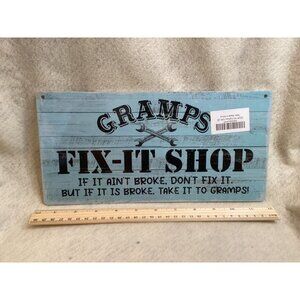 GRAMPS
FIX-IT SHOP
IF IT AIN'T BROKE, DON'T FIX IT.
BUT IF IT IS BROKE, TAKE IT TO GRAMPS!